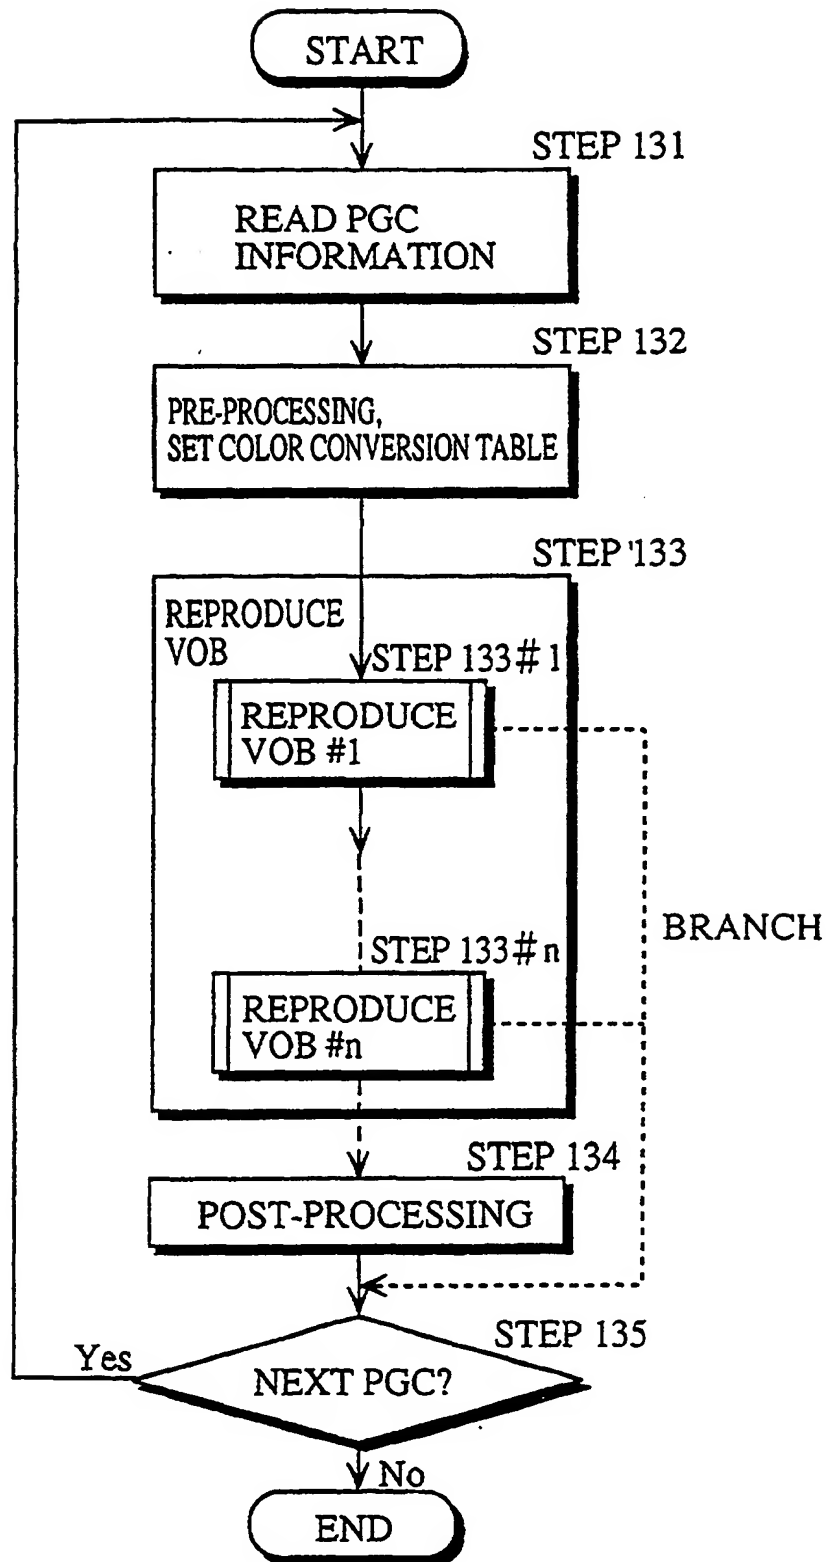 START
STEP 131
READ PGC
INFORMATION
STEP 132
PRE-PROCESSING,
SET COLOR CONVERSION TABLE
STEP '133
REPRODUCE
VOB
STEP 133#1
REPRODUCE
VOB #1
BRANCH
STEP 133#n
REPRODUCE
VOB #n
STEP 134
POST-PROCESSING
STEP 135
Yes
NEXT PGC?
No
END